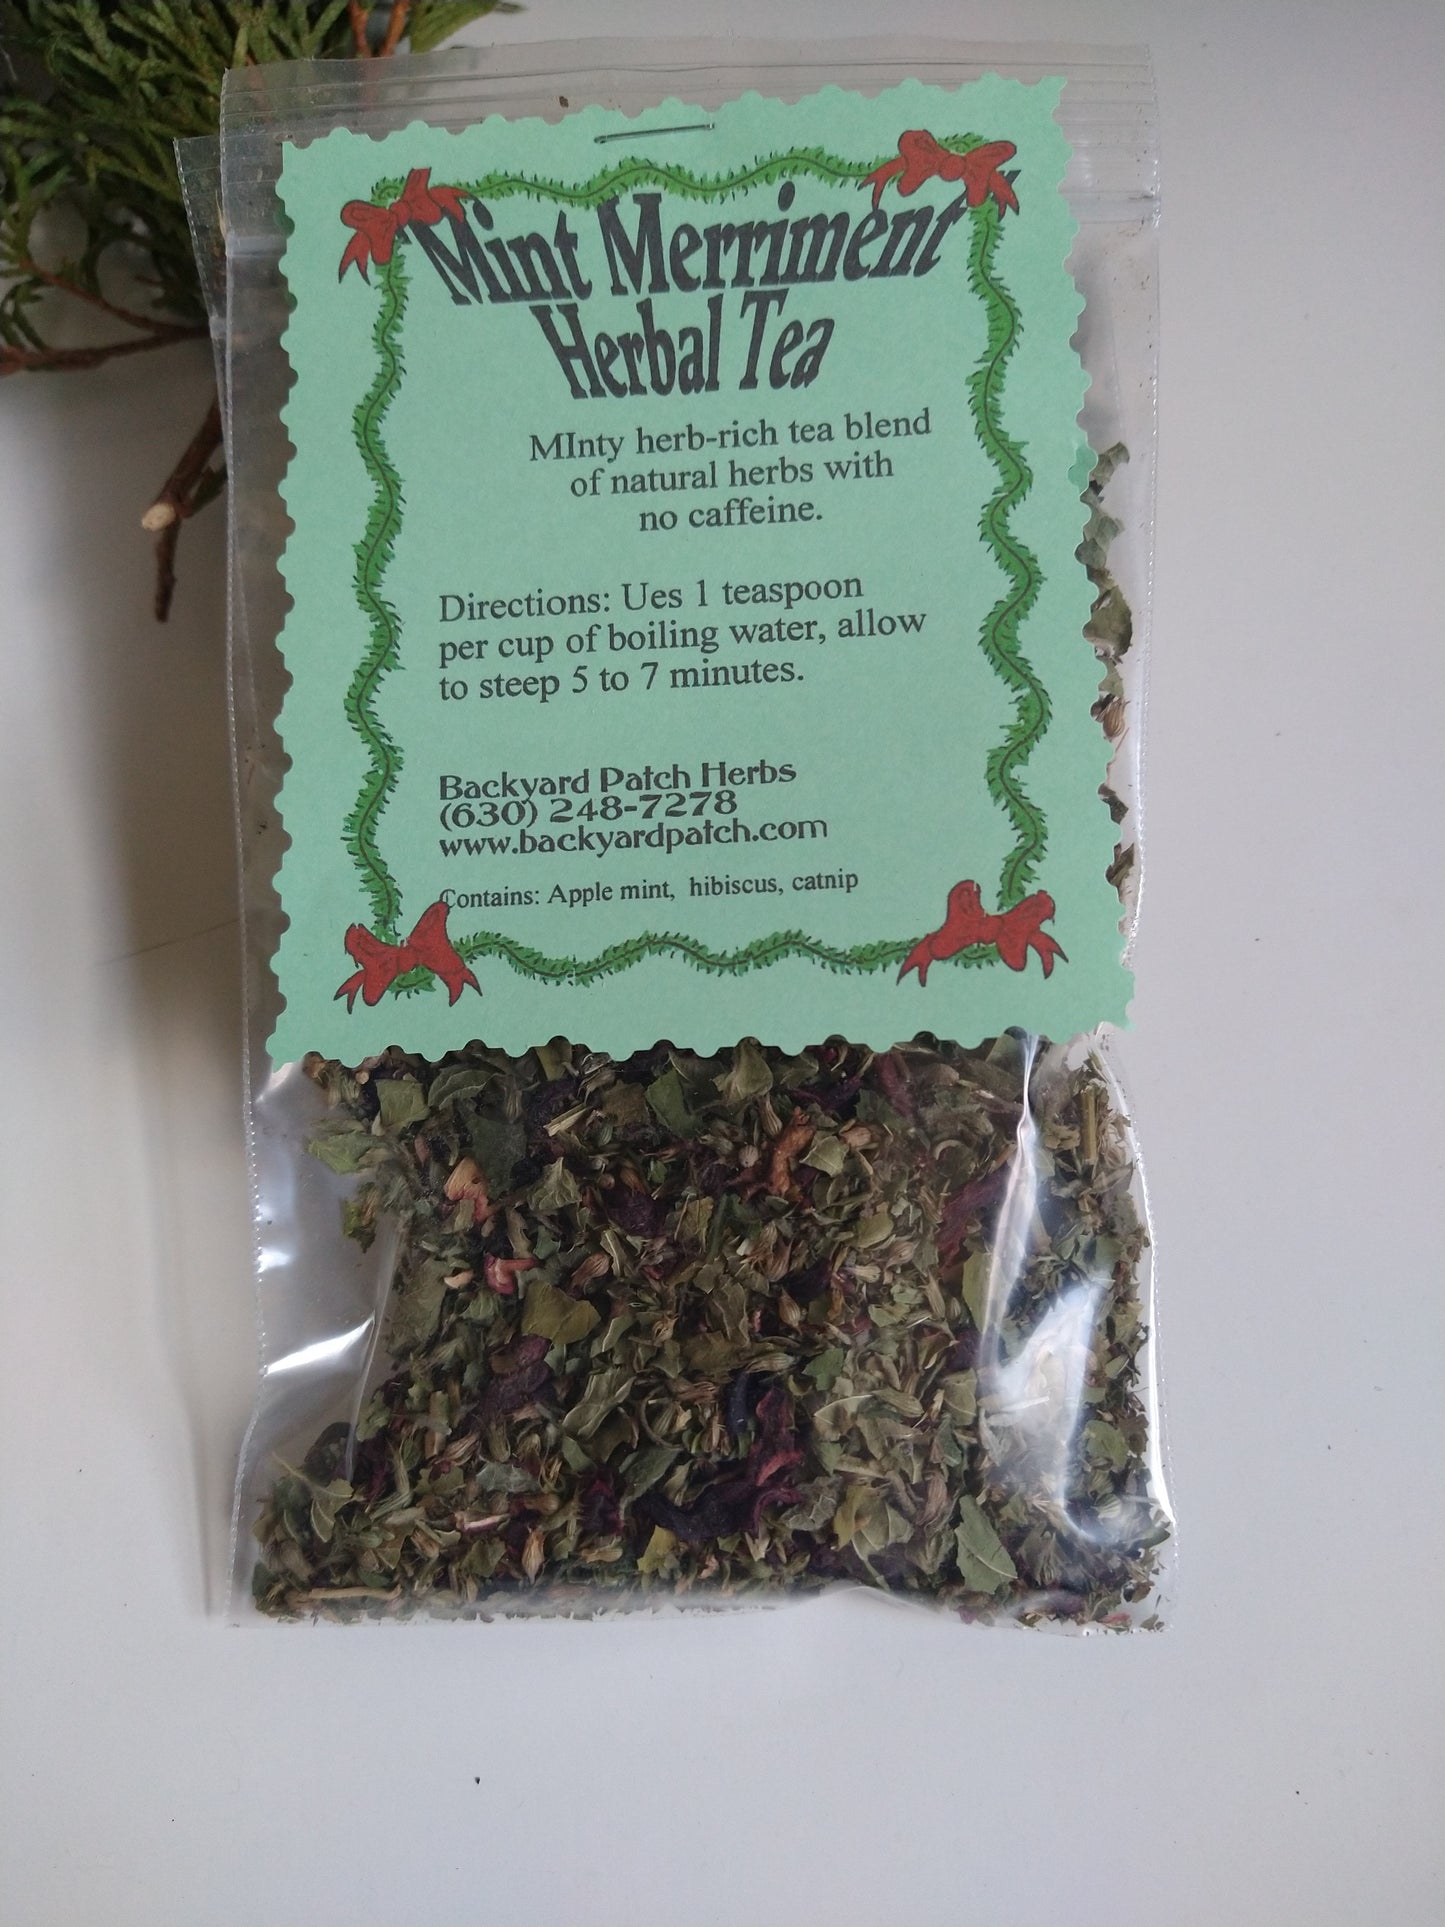 Mint Merriment
Herbal Tea
MInty herb-rich tea blend
of natural herbs with
no caffeine.
Directions: Ues 1 teaspoon
per cup of boiling water, allow
to steep 5 to 7 minutes.
Backyard Patch Herbs
(630) 248-7278
www.backyardpatch.com
Contains: Apple mint, hibiscus, catnip